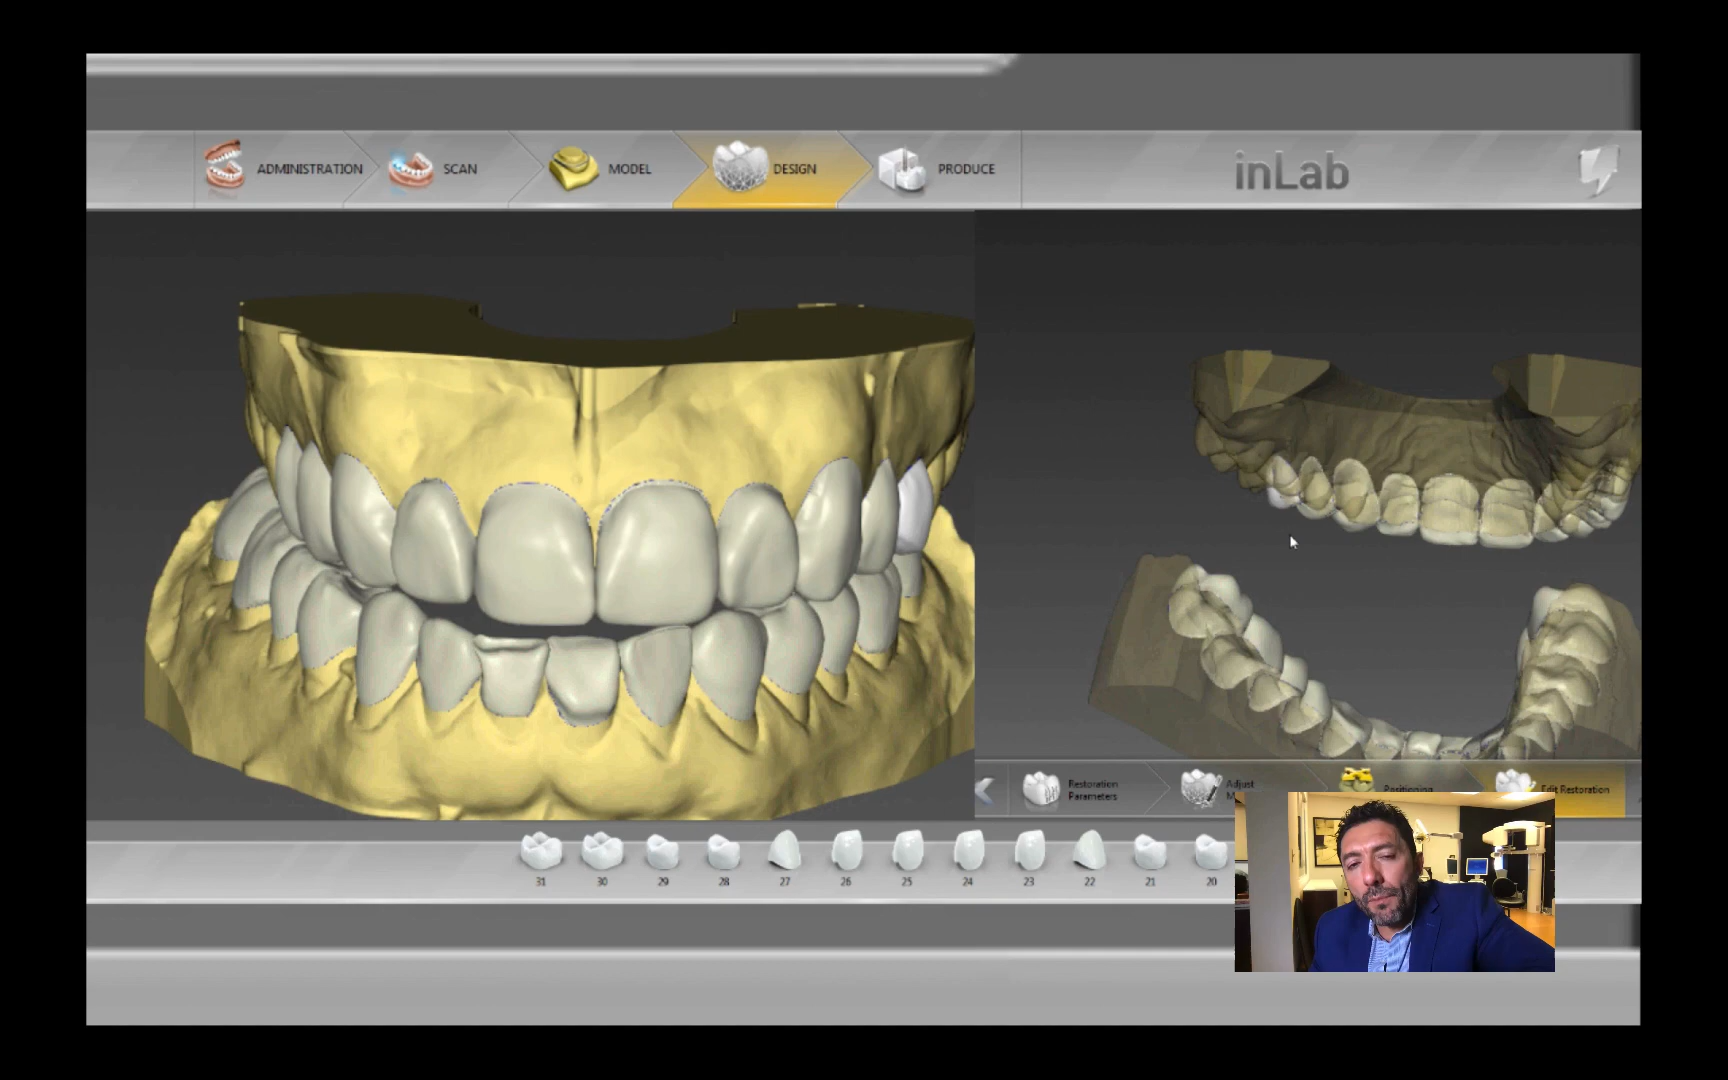 ADMINISTRATION
SCAN
MODEL
DESIGN
PRODUCE
inLab
Restoration
Parameters
Adjust
Positioning
Edit Restoration
31
30
29
28
27
26
25
24
23
22
21
20